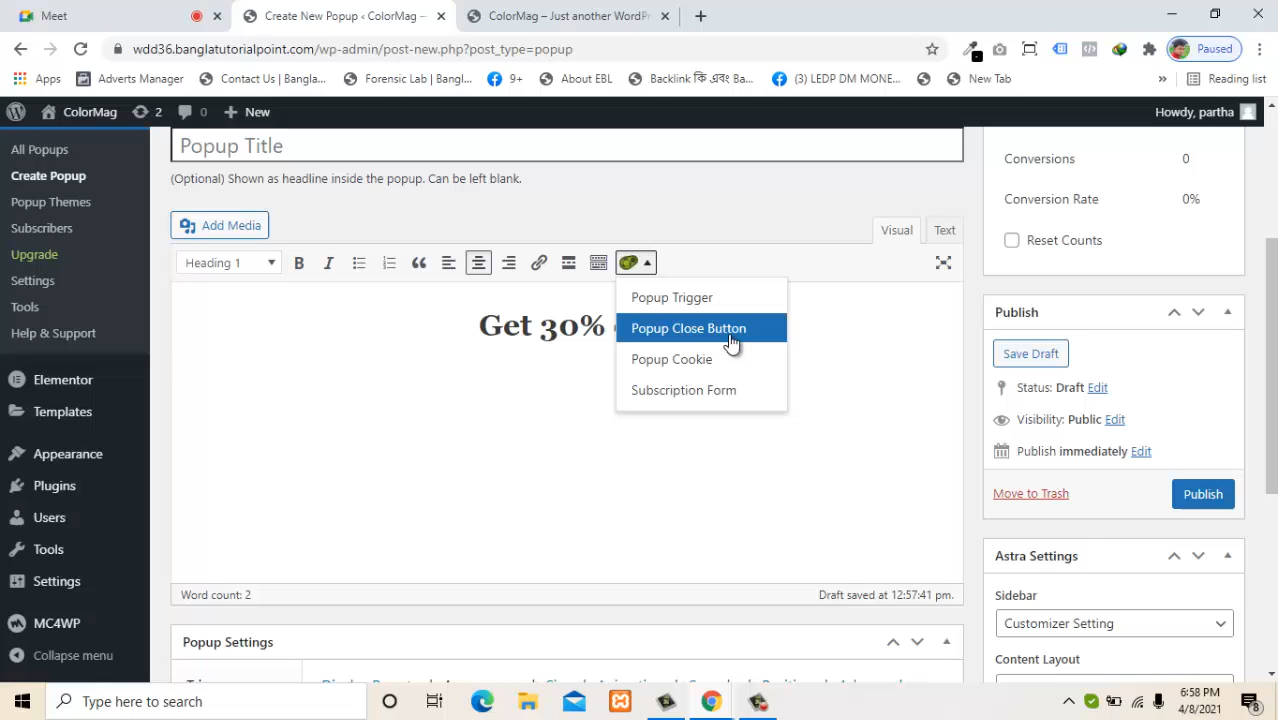 Meet
Create New Popup ‹ ColorMag —
ColorMag – Just another WordPr
wdd36.banglatutorialpoint.com/wp-admin/post-new.php?post_type=popup
Paused
Apps
Adverts Manager
Contact Us | Bangla...
Forensic Lab | Bangl...
9+
About EBL
Backlink কি এবং Ba...
(3) LEDP DM MONE...
New Tab
»
Reading list
ColorMag
2
0
New
Howdy, partha
All Popups
Create Popup
Popup Themes
Subscribers
Upgrade
Settings
Tools
Help & Support
Elementor
Templates
Appearance
Plugins
Users
Tools
Settings
MC4WP
Collapse menu
Popup Title
(Optional) Shown as headline inside the popup. Can be left blank.
Add Media
Visual
Text
Heading 1
Get 30%
Popup Trigger
Popup Close Button
Popup Cookie
Subscription Form
Word count: 2
Draft saved at 12:57:41 pm.
Popup Settings
Conversions
0
Conversion Rate
0%
Reset Counts
Publish
Save Draft
Status: Draft Edit
Visibility: Public Edit
Publish immediately Edit
Move to Trash
Publish
Astra Settings
Sidebar
Customizer Setting
Content Layout
Type here to search
6:58 PM
4/8/2021
8